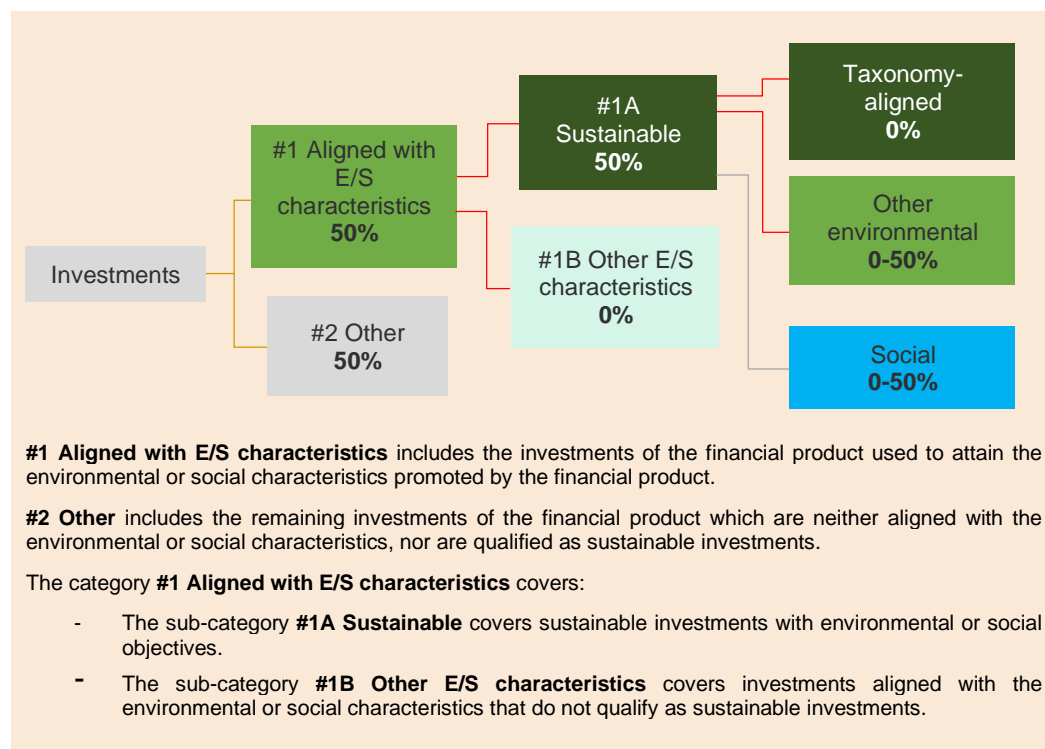 Investments
#1 Aligned with
E/S
characteristics
50%
#2 Other
50%
#1A
Sustainable
50%
#1B Other E/S
characteristics
0%
Taxonomy-
aligned
0%
Other
environmental
0-50%
Social
0-50%
#1 Aligned with E/S characteristics includes the investments of the financial product used to attain the
environmental or social characteristics promoted by the financial product.
#2 Other includes the remaining investments of the financial product which are neither aligned with the
environmental or social characteristics, nor are qualified as sustainable investments.
The category #1 Aligned with E/S characteristics covers:
- The sub-category #1A Sustainable covers sustainable investments with environmental or social
objectives.
- The sub-category #1B Other E/S characteristics covers investments aligned with the
environmental or social characteristics that do not qualify as sustainable investments.